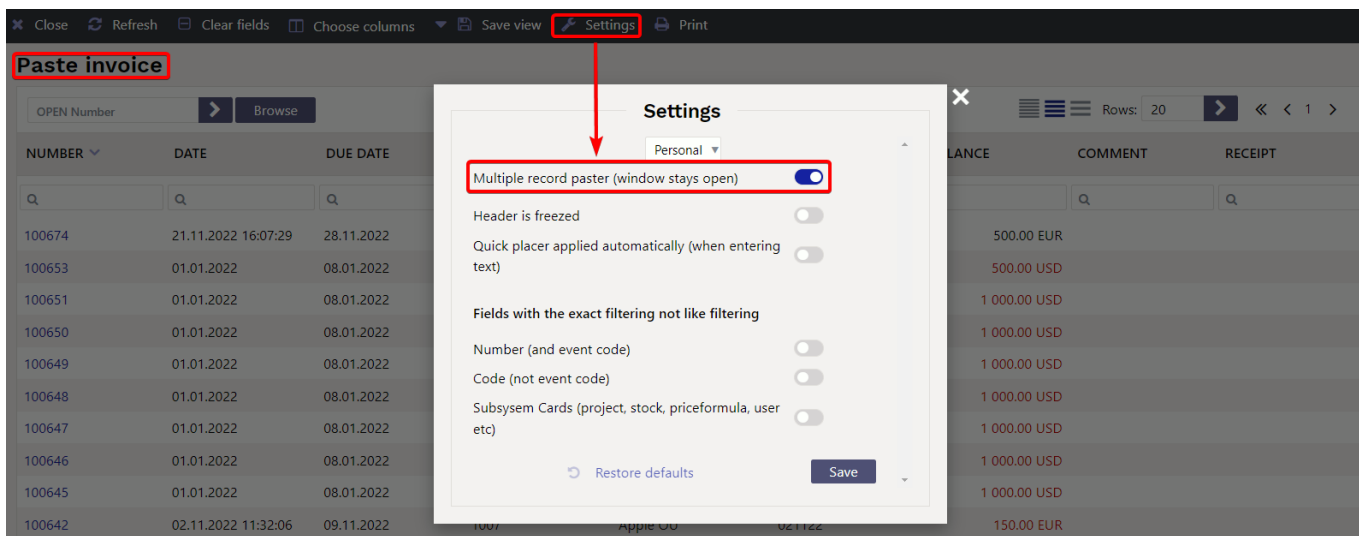 Close Refresh Clear fields Choose columns Save view Settings Print
Paste invoice
OPEN Number Browse Rows: 20 1
Settings
Personal
NUMBER DATE DUE DATE LANCE COMMENT RECEIPT
Multiple record paster (window stays open)
Header is freezed
Quick placer applied automatically (when entering
text)
Fields with the exact filtering not like filtering
Number (and event code)
Code (not event code)
Subsysem Cards (project, stock, priceformula, user
etc)
Restore defaults Save
100674 21.11.2022 16:07:29 28.11.2022 500.00 EUR
100653 01.01.2022 08.01.2022 500.00 USD
100651 01.01.2022 08.01.2022 1 000.00 USD
100650 01.01.2022 08.01.2022 1 000.00 USD
100649 01.01.2022 08.01.2022 1 000.00 USD
100648 01.01.2022 08.01.2022 1 000.00 USD
100647 01.01.2022 08.01.2022 1 000.00 USD
100646 01.01.2022 08.01.2022 1 000.00 USD
100645 01.01.2022 08.01.2022 1 000.00 USD
100642 02.11.2022 11:32:06 09.11.2022 1007 Apple OÜ 021122 150.00 EUR